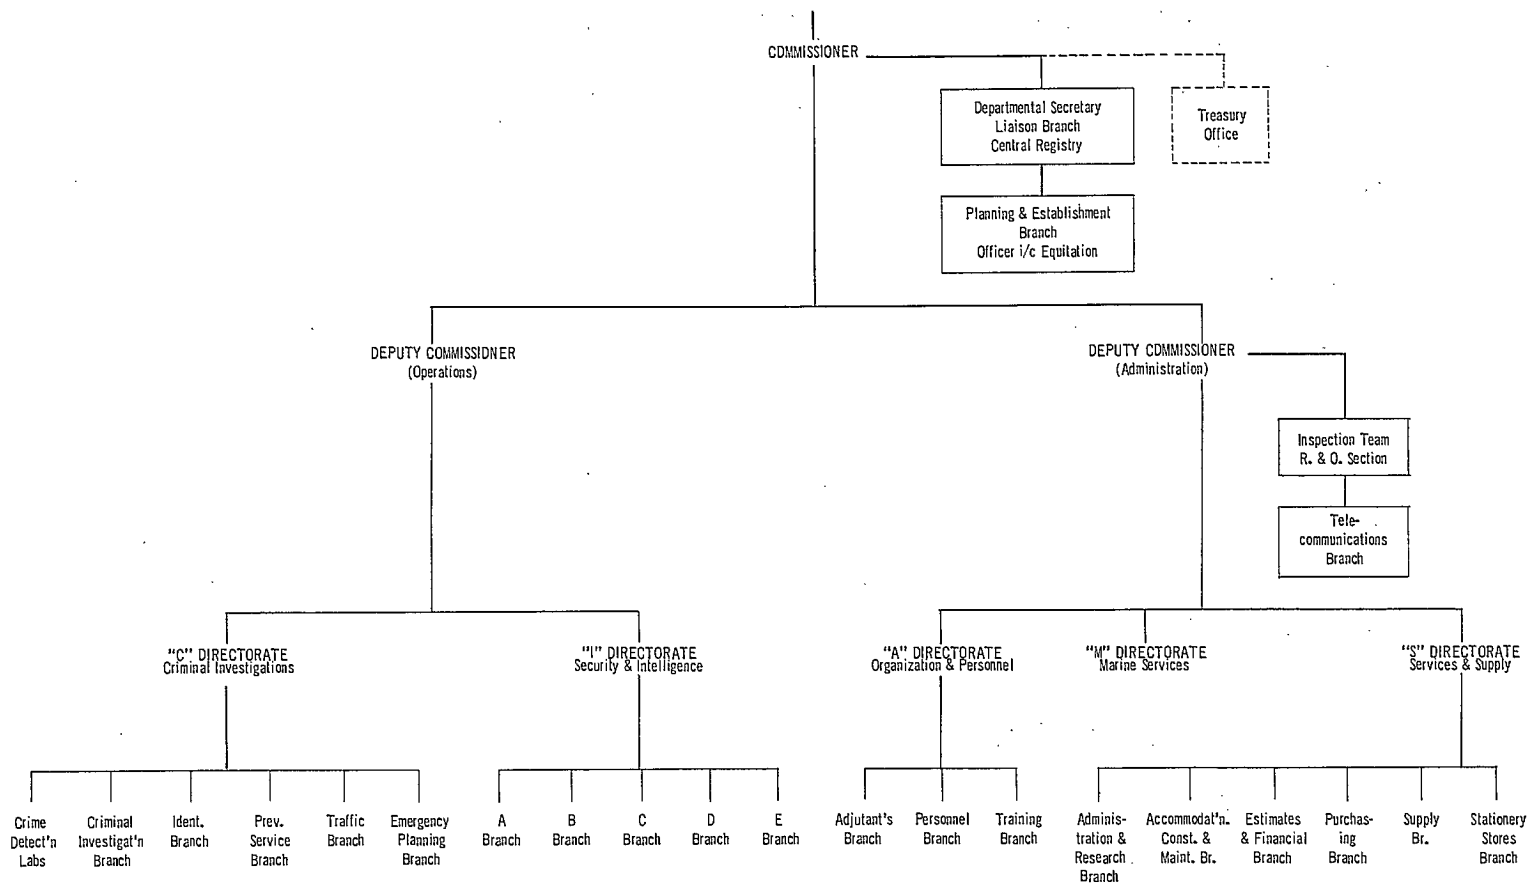 COMMISSIONER
Departmental Secretary
Liaison Branch
Central Registry
Treasury
Office
Planning & Establishment
Branch
Officer i/c Equitation
DEPUTY COMMISSIONER
(Operations)
DEPUTY COMMISSIONER
(Administration)
Inspection Team
R. & O. Section
Tele-
communications
Branch
"C" DIRECTORATE
Criminal Investigations
"I" DIRECTORATE
Security & Intelligence
"A" DIRECTORATE
Organization & Personnel
"M" DIRECTORATE
Marine Services
"S" DIRECTORATE
Services & Supply
Crime
Detect'n
Labs
Criminal
Investigat'n
Branch
Ident.
Branch
Prev.
Service
Branch
Traffic
Branch
Emergency
Planning
Branch
A
Branch
B
Branch
C
Branch
D
Branch
E
Branch
Adjutant's
Branch
Personnel
Branch
Training
Branch
Adminis-
tration &
Research
Branch
Accommodat'n.
Const. &
Maint. Br.
Estimates
& Financial
Branch
Purchas-
ing
Branch
Supply
Br.
Stationery
Stores
Branch